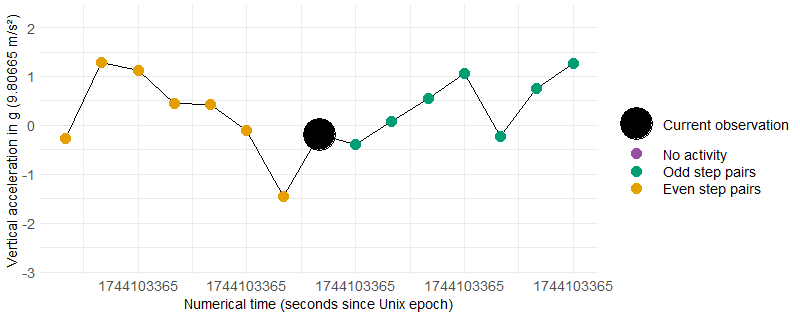 Vertical acceleration in g (9.80665 m/s²)
2
1
0
-1
-2
-3
1744103365 1744103365 1744103365 1744103365 1744103365
Numerical time (seconds since Unix epoch)
Current observation
No activity
Odd step pairs
Even step pairs